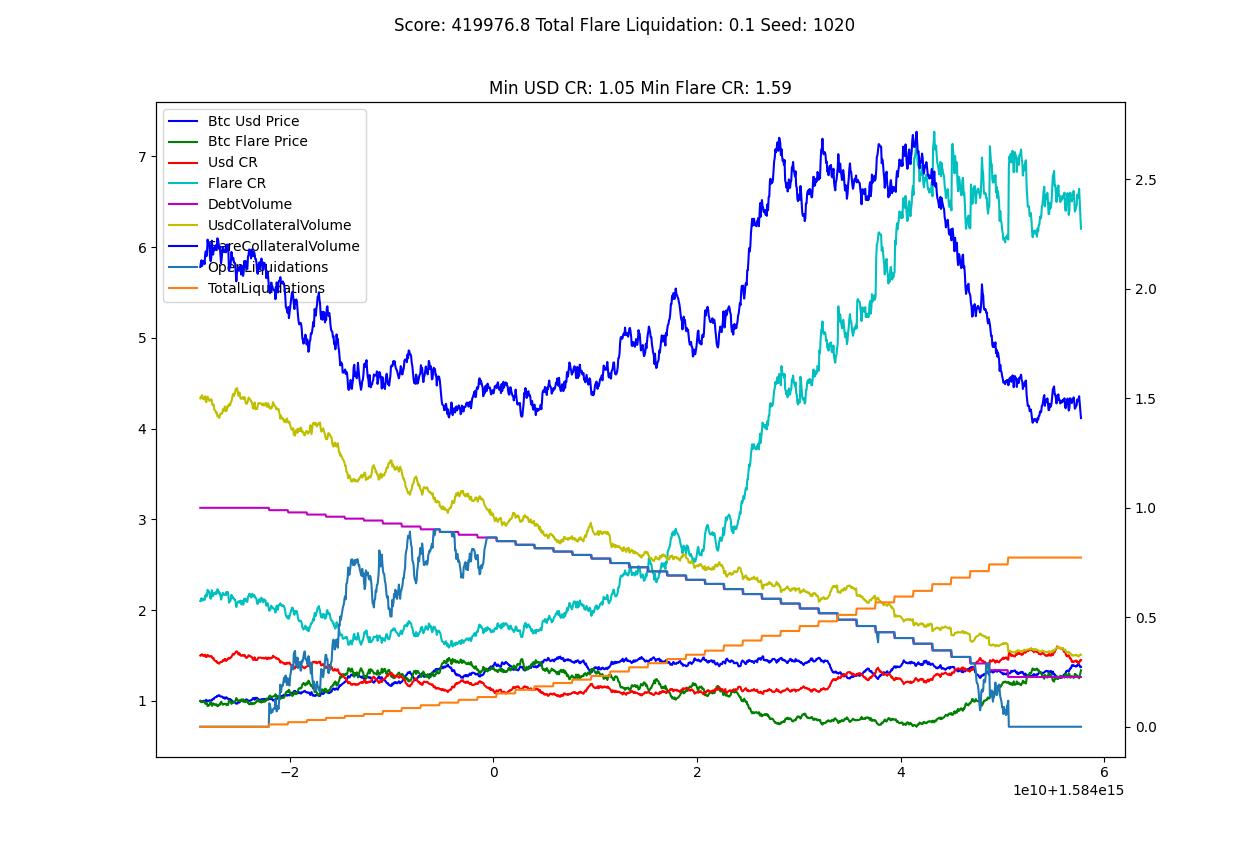 Score: 419976.8 Total Flare Liquidation: 0.1 Seed: 1020
Min USD CR: 1.05 Min Flare CR: 1.59
Btc Usd Price
Btc Flare Price
Usd CR
Flare CR
DebtVolume
UsdCollateralVolume
FlareCollateralVolume
OpenLiquidations
TotalLiquidations
7
6
5
4
3
2
1
2.5
2.0
1.5
1.0
0.5
0.0
−2
0
2
4
6
1e10+1.584e15